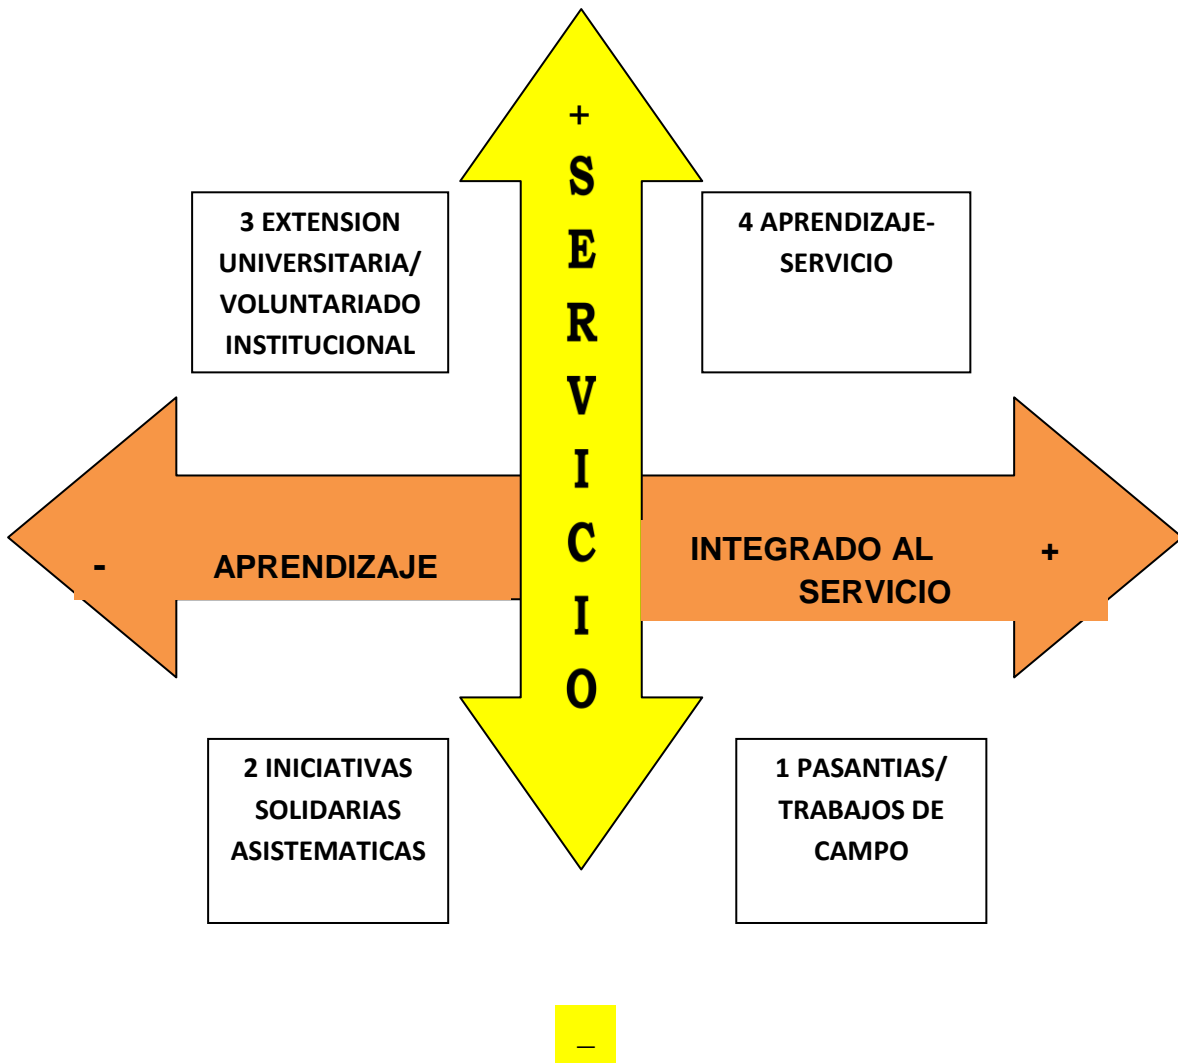 +
SERVICIO
3 EXTENSION
UNIVERSITARIA/
VOLUNTARIADO
INSTITUCIONAL
4 APRENDIZAJE-
SERVICIO
- APRENDIZAJE
INTEGRADO AL +
SERVICIO
2 INICIATIVAS
SOLIDARIAS
ASISTEMATICAS
1 PASANTIAS/
TRABAJOS DE
CAMPO
–